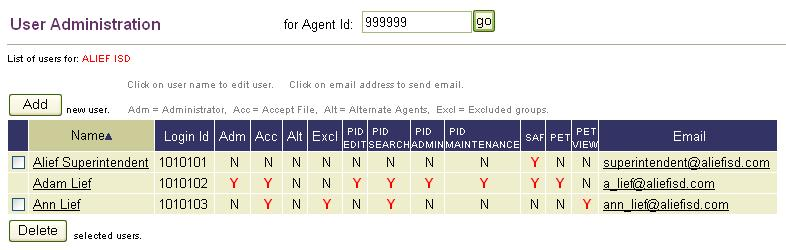 User Administration for Agent Id: 999999 go
List of users for: ALIEF ISD
Click on user name to edit user. Click on email address to send email.
Add new user. Adm = Administrator, Acc = Accept File, Alt = Alternate Agents, Excl = Excluded groups.
Name▲ Login Id Adm Acc Alt Excl PID EDIT PID SEARCH PID ADMIN PID MAINTENANCE SAF PET PET VIEW Email
Alief Superintendent 1010101 N N N N N N N N Y N N superintendent@aliefisd.com
Adam Lief 1010102 Y Y N N Y Y Y Y Y Y N a_lief@aliefisd.com
Ann Lief 1010103 N Y N Y N Y N N N N Y ann_lief@aliefisd.com
Delete selected users.